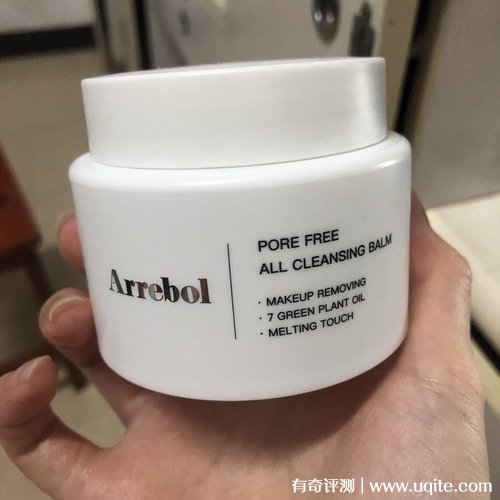 Arrebol
PORE FREE
ALL CLEANSING BALM
· MAKEUP REMOVING
· 7 GREEN PLANT OIL
· MELTING TOUCH
有奇评测 | www.uqite.com